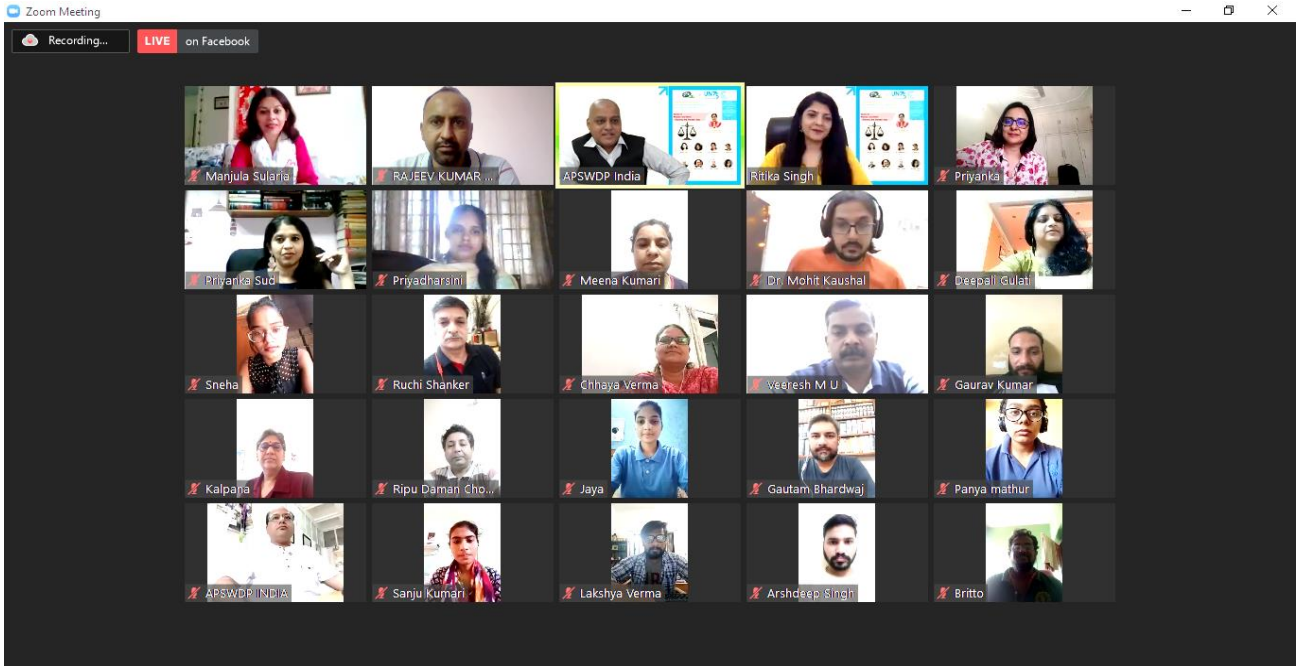 Zoom Meeting
Recording...
LIVE on Facebook
Manjula Sularia
RAJEEV KUMAR ...
APSWDP India
Ritika Singh
Priyanka
Priyanka Sud
Priyadharsini
Meena Kumari
Dr. Mohit Kaushal
Deepali Gulati
Sneha
Ruchi Shanker
Chhaya Verma
Veeresh M U
Gaurav Kumar
Kalpana
Ripu Daman Cho...
Jaya
Gautam Bhardwaj
Panya mathur
APSWDP INDIA
Sanju Kumari
Lakshya Verma
Arshdeep Singh
Britto